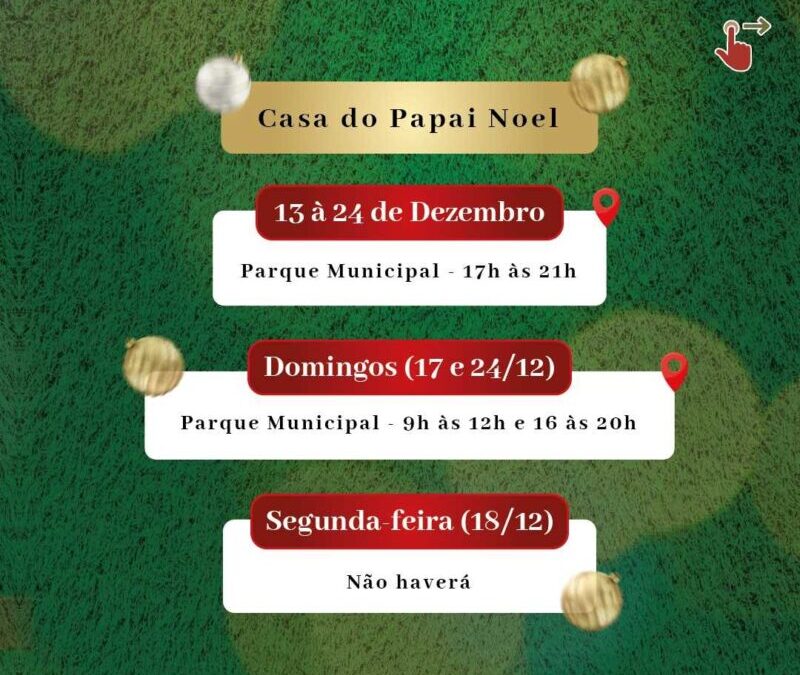 Casa do Papai Noel
13 à 24 de Dezembro
Parque Municipal - 17h às 21h
Domingos (17 e 24/12)
Parque Municipal - 9h às 12h e 16 às 20h
Segunda-feira (18/12)
Não haverá